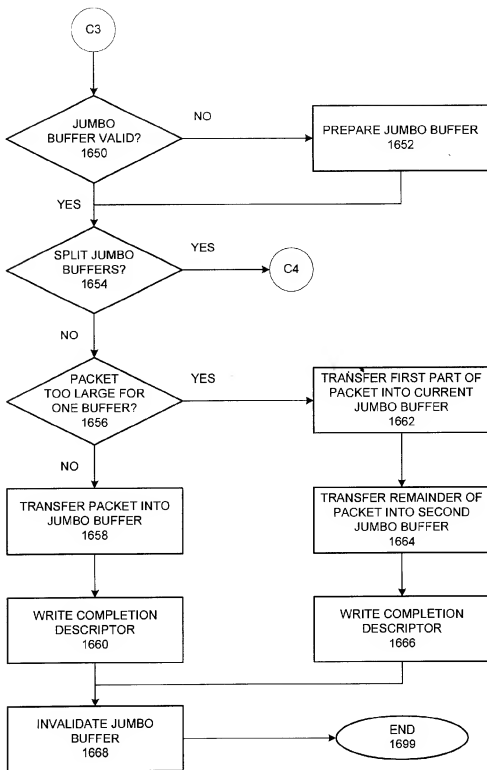 C3
JUMBO
BUFFER VALID?
1650
NO
PREPARE JUMBO BUFFER
1652
YES
SPLIT JUMBO
BUFFERS?
1654
YES
C4
NO
PACKET
TOO LARGE FOR
ONE BUFFER?
1656
YES
TRANSFER FIRST PART OF
PACKET INTO CURRENT
JUMBO BUFFER
1662
NO
TRANSFER PACKET INTO
JUMBO BUFFER
1658
TRANSFER REMAINDER OF
PACKET INTO SECOND
JUMBO BUFFER
1664
WRITE COMPLETION
DESCRIPTOR
1660
WRITE COMPLETION
DESCRIPTOR
1666
INVALIDATE JUMBO
BUFFER
1668
END
1699